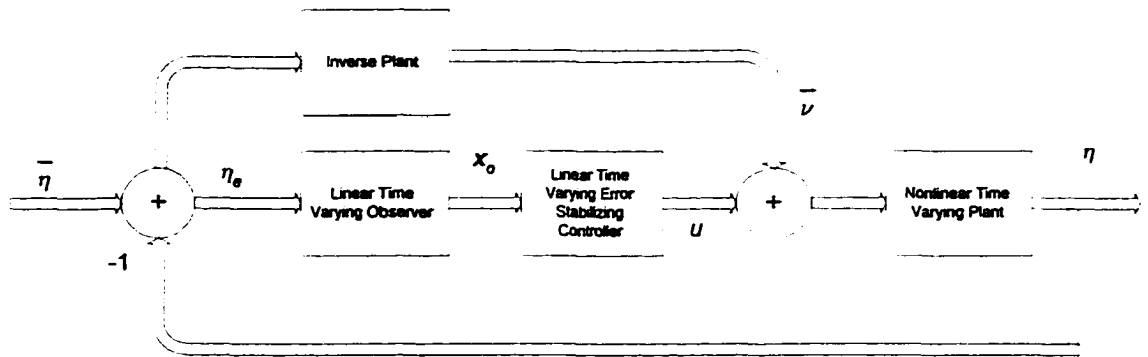 Inverse Plant
ν̄
η̄
+
η_e
Linear Time
Varying Observer
x_o
Linear Time
Varying Error
Stabilizing
Controller
u
+
Nonlinear Time
Varying Plant
η
-1